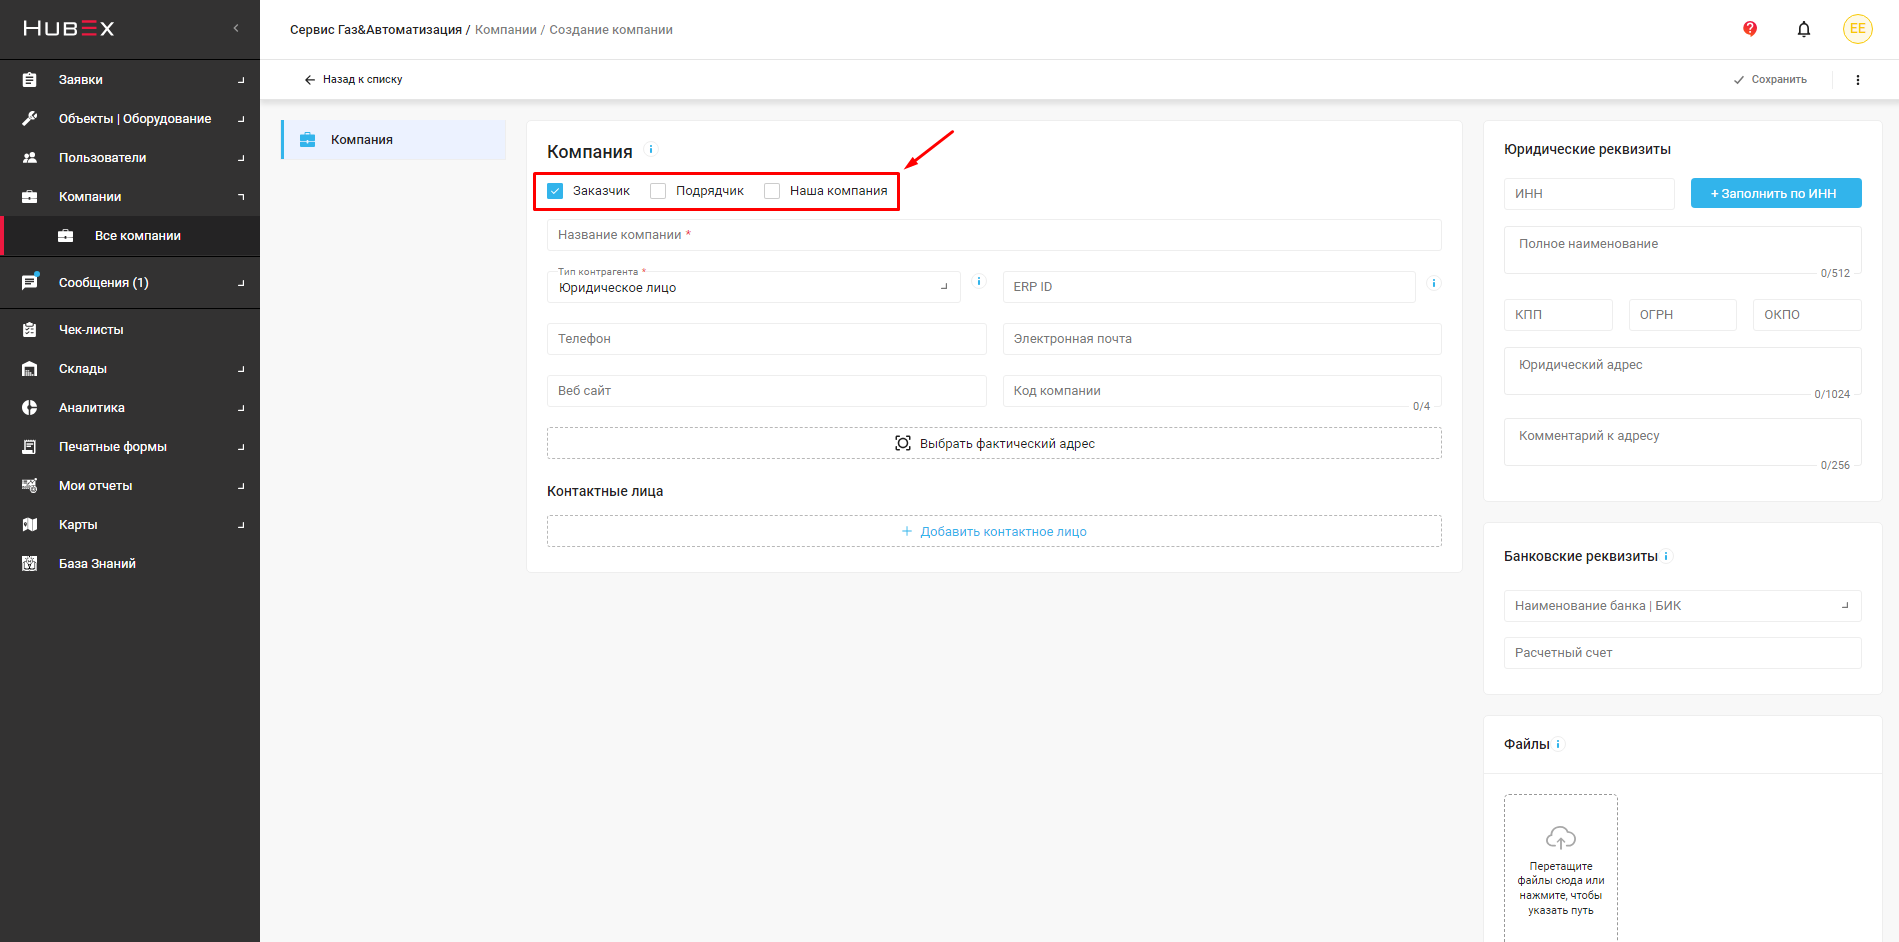 HUBEX
Заявки
Объекты | Оборудование
Пользователи
Компании
Все компании
Сообщения (1)
Чек-листы
Склады
Аналитика
Печатные формы
Мои отчеты
Карты
База Знаний
Сервис Газ&Автоматизация / Компании / Создание компании
EE
Назад к списку
Сохранить
Компания
Компания
Заказчик
Подрядчик
Наша компания
Название компании *
Тип контрагента *
Юридическое лицо
ERP ID
Телефон
Электронная почта
Веб сайт
Код компании
0/4
Выбрать фактический адрес
Контактные лица
+ Добавить контактное лицо
Юридические реквизиты
ИНН
+ Заполнить по ИНН
Полное наименование
0/512
КПП
ОГРН
ОКПО
Юридический адрес
0/1024
Комментарий к адресу
0/256
Банковские реквизиты
Наименование банка | БИК
Расчетный счет
Файлы
Перетащите
файлы сюда или
нажмите, чтобы
указать путь